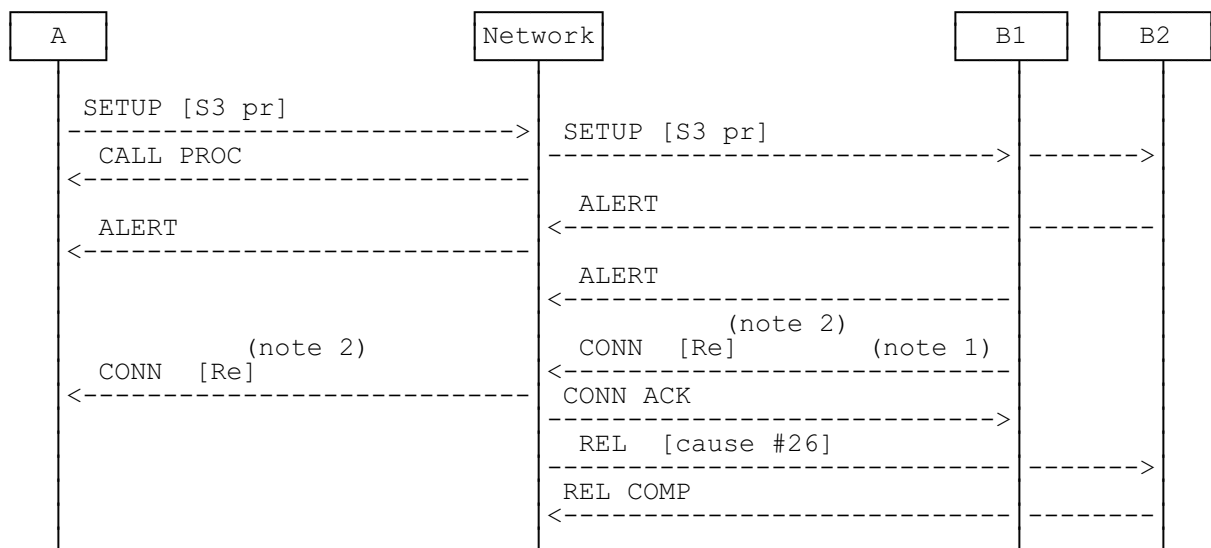 A Network B1 B2
SETUP [S3 pr]
SETUP [S3 pr]
CALL PROC
ALERT
ALERT
ALERT
(note 2)
(note 2) CONN [Re] (note 1)
CONN [Re]
CONN ACK
REL [cause #26]
REL COMP